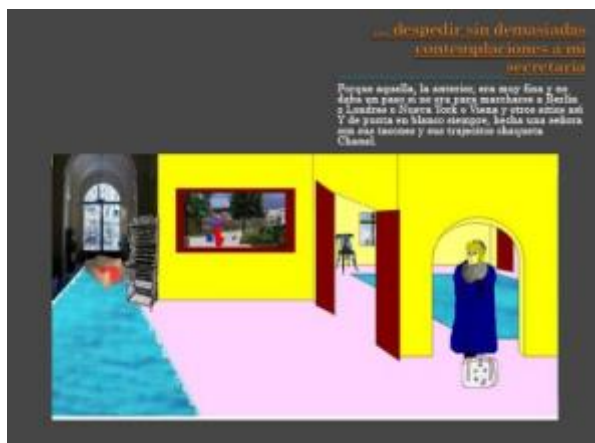 ... despedir sin demasiadas
contemplaciones a mi
secretaria
Porque aquella, la anterior, era muy fina y no
daba un paso si no era para marcharse a Berlín
o Londres o Nueva York o Viena y otros sitios así
Y de punta en blanco siempre, hecha una señora
con sus tacones y sus trajecitos chaqueta
Chanel.